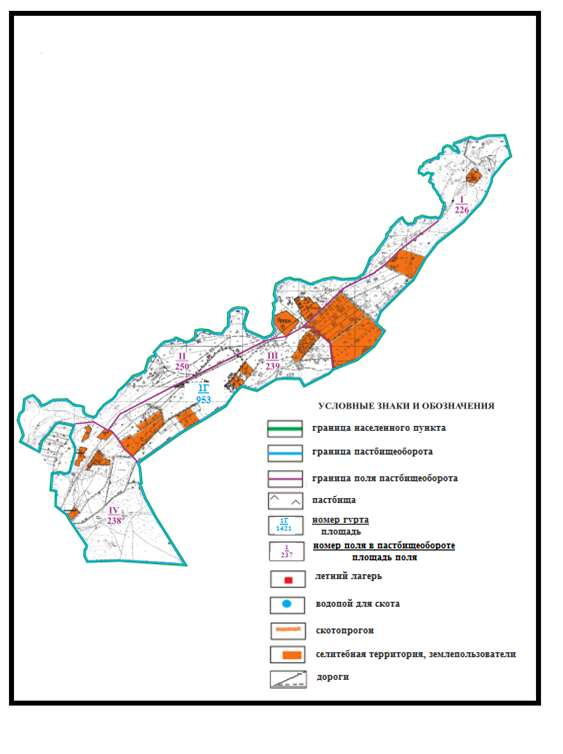 I
226
II
250
III
239
1Г
953
IV
238
УСЛОВНЫЕ ЗНАКИ И ОБОЗНАЧЕНИЯ
граница населенного пункта
граница пастбищеоборота
граница поля пастбищеоборота
пастбища
1Г
1421
номер гурта
площадь
I
237
номер поля в пастбищеобороте
площадь поля
летний лагерь
водопой для скота
скотопрогон
селитебная территория, землепользователи
дороги